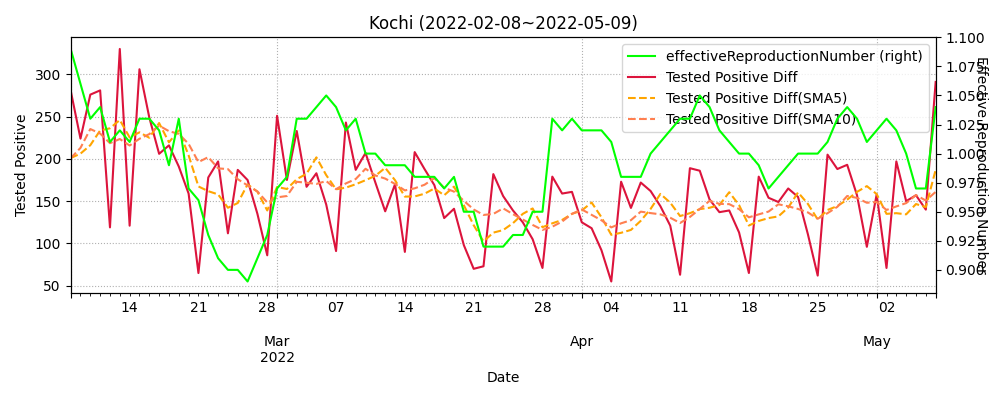 Kochi (2022-02-08~2022-05-09)
effectiveReproductionNumber (right)
Tested Positive Diff
Tested Positive Diff(SMA5)
Tested Positive Diff(SMA10)
Tested Positive
300
250
200
150
100
50
1.100
1.075
1.050
1.025
1.000
0.975
0.950
0.925
0.900
Effective Reproduction Number
14 21 28 07 14 21 28 04 11 18 25 02
Mar Apr May
2022
Date